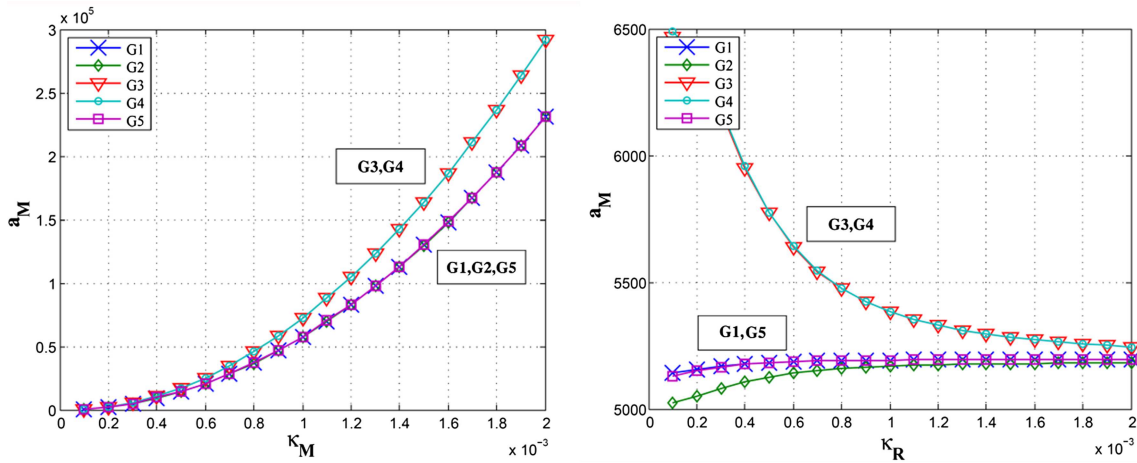 x 10⁵
3
2.5
2
1.5
1
0.5
0
a_M
G1
G2
G3
G4
G5
G3,G4
G1,G2,G5
0 0.2 0.4 0.6 0.8 1 1.2 1.4 1.6 1.8 2
κ_M
x 10⁻³
6500
6000
5500
5000
a_M
G1
G2
G3
G4
G5
G3,G4
G1,G5
0 0.2 0.4 0.6 0.8 1 1.2 1.4 1.6 1.8 2
κ_R
x 10⁻³